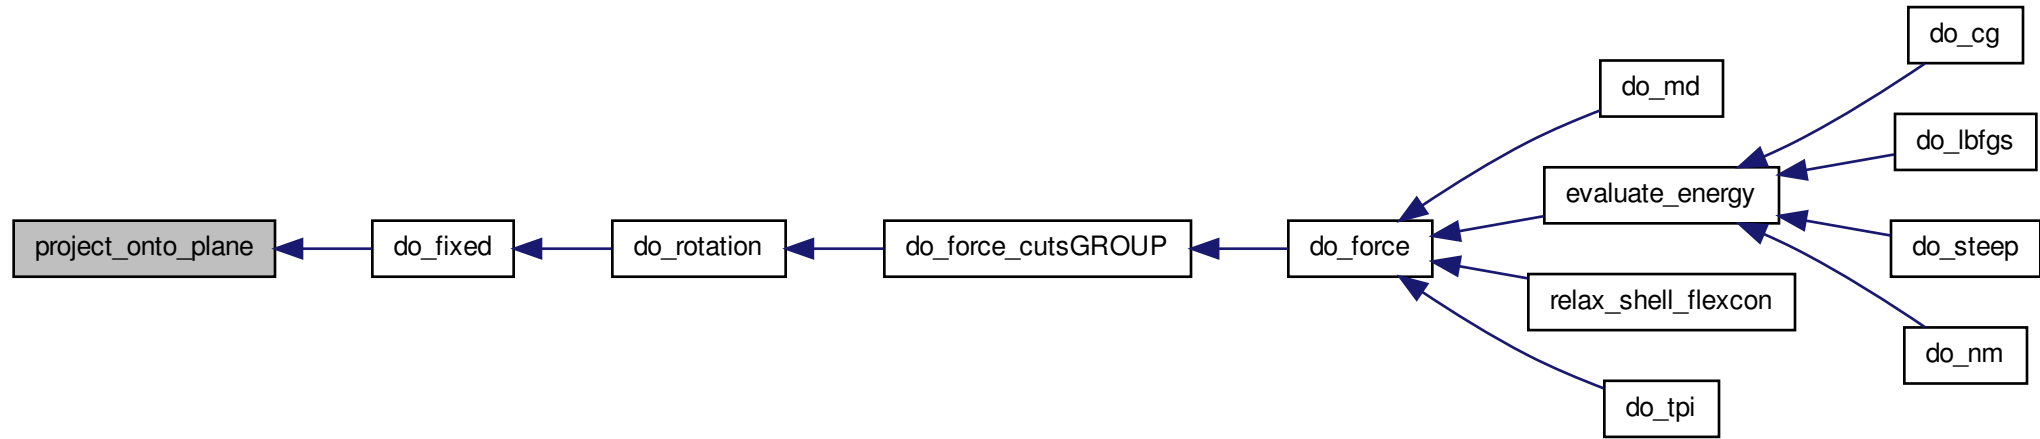 project_onto_plane
do_fixed
do_rotation
do_force_cutsGROUP
do_force
do_md
evaluate_energy
relax_shell_flexcon
do_tpi
do_cg
do_lbfgs
do_steep
do_nm